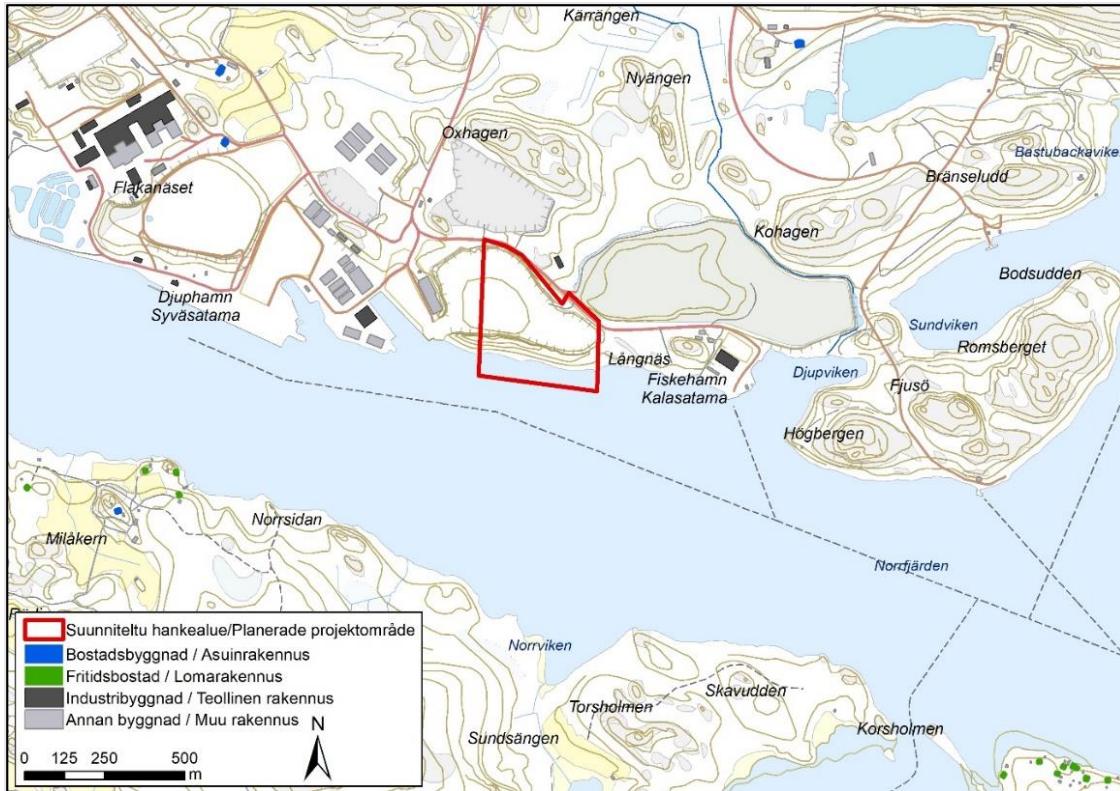 Kärrängen
Nyängen
Oxhagen
Bastubackaviken
Bränseludd
Flakanäset
Kohagen
Bodsudden
Djuphamn
Syväsatama
Sundviken
Romsberget
Långnäs
Fiskehamn
Kalasatama
Djupviken
Fjusö
Högbergen
Norrsidan
Milåkern
Nordfjärden
Suunniteltu hankealue/Planerade projektområde
Bostadsbyggnad / Asuinrakennus
Fritidsbostad / Lomarakennus
Industribyggnad / Teollinen rakennus
Annan byggnad / Muu rakennus
N
0 125 250 500
m
Norrviken
Torsholmen
Skavudden
Sundsängen
Korsholmen